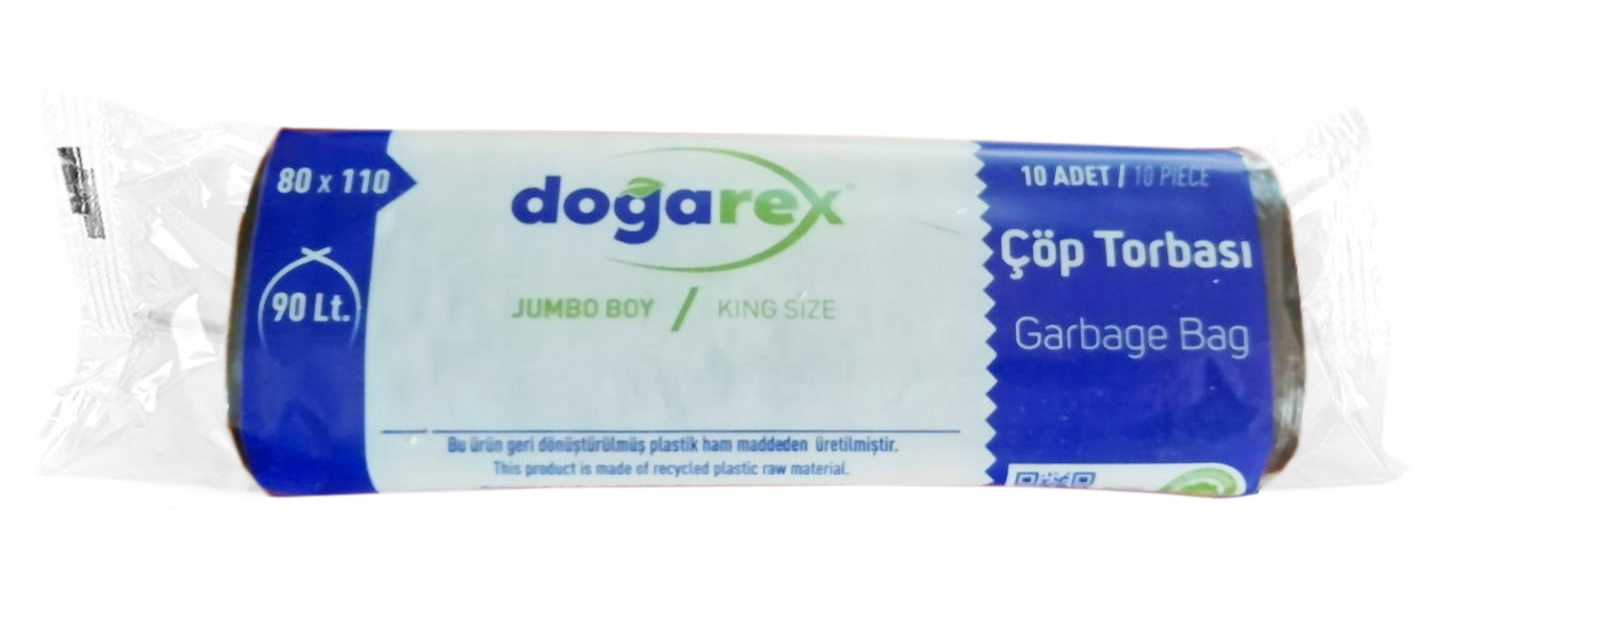 80 x 110
90 Lt.
doğarex
JUMBO BOY / KING SIZE
10 ADET / 10 PIECE
Çöp Torbası
Garbage Bag
Bu ürün geri dönüştürülmüş plastik ham maddeden üretilmiştir.
This product is made of recycled plastic raw material.